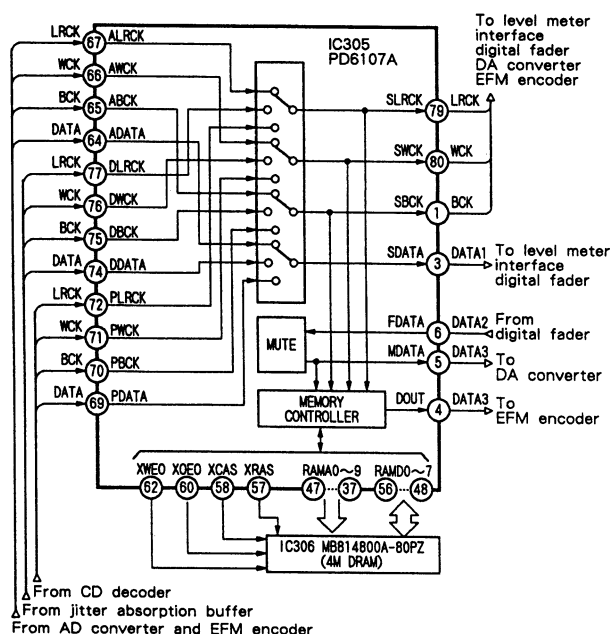 To level meter
interface
digital fader
DA converter
EFM encoder
IC305
PD6107A
LRCK 67 ALRCK
WCK 66 AWCK
BCK 65 ABCK
DATA 64 ADATA
LRCK 77 DLRCK
WCK 76 DWCK
BCK 75 DBCK
DATA 74 DDATA
LRCK 72 PLRCK
WCK 71 PWCK
BCK 70 PBCK
DATA 69 PDATA
SLRCK 79 LRCK
SWCK 80 WCK
SBCK 1 BCK
SDATA 3 DATA1
To level meter
interface
digital fader
FDATA 6 DATA2
From
digital fader
MUTE
MDATA 5 DATA3
To
DA converter
MEMORY
CONTROLLER
DOUT 4 DATA3
To
EFM encoder
XWEO XOEO XCAS XRAS RAMA0~9 RAMD0~7
62 60 58 57 47 ... 37 56 ... 48
IC306 MB814800A-80PZ
(4M DRAM)
From CD decoder
From jitter absorption buffer
From AD converter and EFM encoder